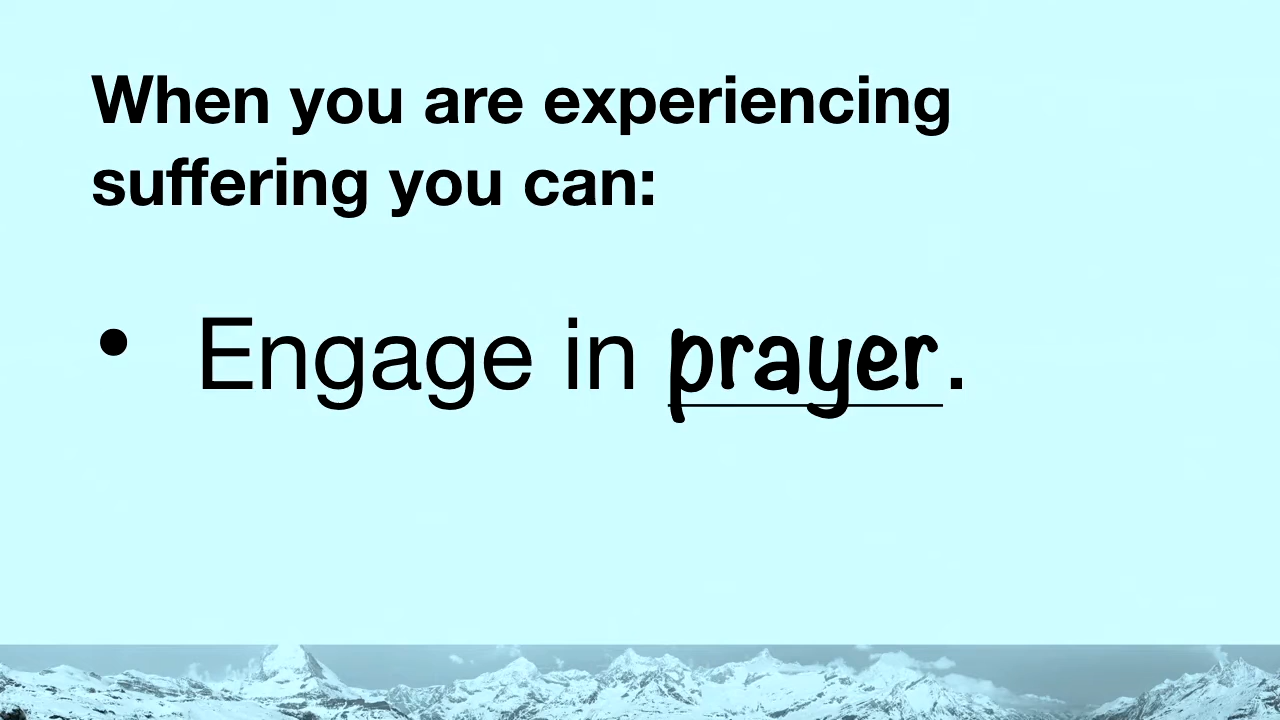 When you are experiencing
suffering you can:
• Engage in prayer.